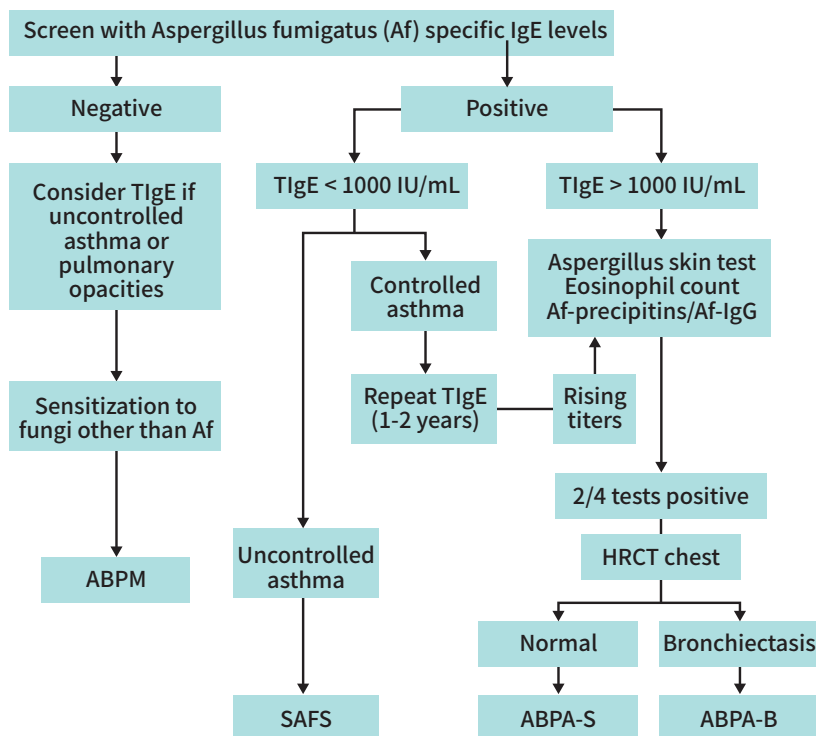 Screen with Aspergillus fumigatus (Af) specific IgE levels
Negative
Positive
Consider TIgE if
uncontrolled
asthma or
pulmonary
opacities
TIgE < 1000 IU/mL
TIgE > 1000 IU/mL
Controlled
asthma
Aspergillus skin test
Eosinophil count
Af-precipitins/Af-IgG
Sensitization to
fungi other than Af
Repeat TIgE
(1-2 years)
Rising
titers
2/4 tests positive
ABPM
Uncontrolled
asthma
HRCT chest
Normal
Bronchiectasis
SAFS
ABPA-S
ABPA-B